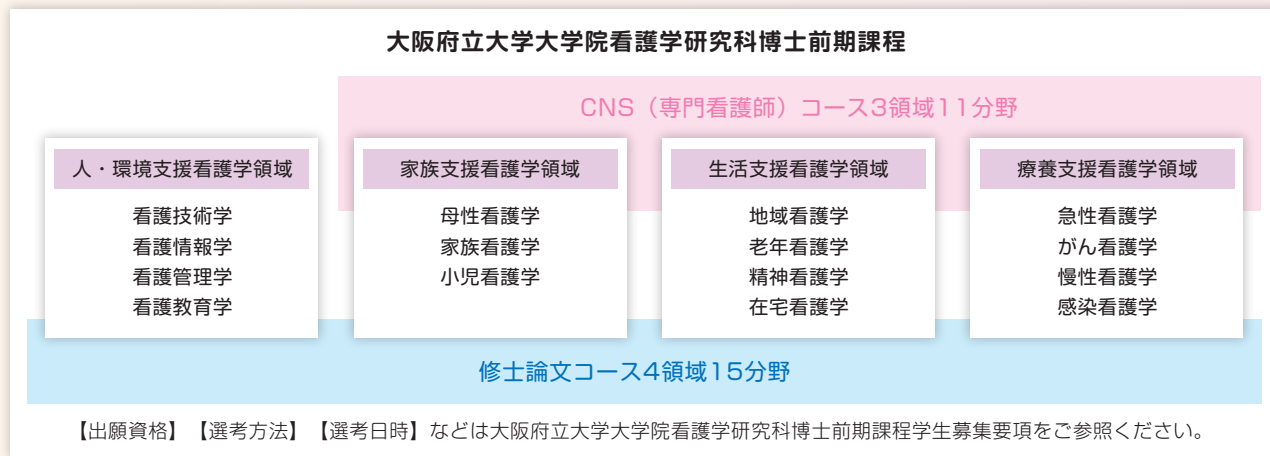 大阪府立大学大学院看護学研究科博士前期課程
CNS（専門看護師）コース3領域11分野
人・環境支援看護学領域
看護技術学
看護情報学
看護管理学
看護教育学
家族支援看護学領域
母性看護学
家族看護学
小児看護学
生活支援看護学領域
地域看護学
老年看護学
精神看護学
在宅看護学
療養支援看護学領域
急性看護学
がん看護学
慢性看護学
感染看護学
修士論文コース4領域15分野
【出願資格】【選考方法】【選考日時】などは大阪府立大学大学院看護学研究科博士前期課程学生募集要項をご参照ください。